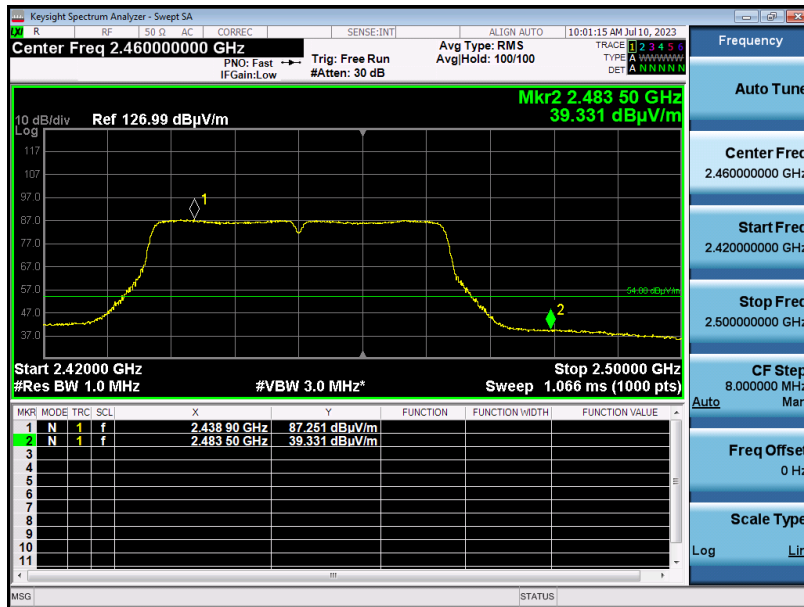 Keysight Spectrum Analyzer - Swept SA
LXI R RF 50 Ω AC CORREC SENSE:INT ALIGN AUTO 10:01:15 AM Jul 10, 2023
Center Freq 2.460000000 GHz
PNO: Fast
IFGain:Low
Trig: Free Run
#Atten: 30 dB
Avg Type: RMS
Avg|Hold: 100/100
TRACE 1 2 3 4 5 6
TYPE A WWWWW
DET A N N N N N
Mkr2 2.483 50 GHz
39.331 dBµV/m
10 dB/div Ref 126.99 dBµV/m
Log
117
107
97.0
87.0
77.0
67.0
57.0
47.0
37.0
1
54.00 dBµV/m
2
Start 2.42000 GHz Stop 2.50000 GHz
#Res BW 1.0 MHz #VBW 3.0 MHz* Sweep 1.066 ms (1000 pts)
MKR MODE TRC SCL X Y FUNCTION FUNCTION WIDTH FUNCTION VALUE
1 N 1 f 2.438 90 GHz 87.251 dBµV/m
2 N 1 f 2.483 50 GHz 39.331 dBµV/m
3
4
5
6
7
8
9
10
11
MSG STATUS
Frequency
Auto Tune
Center Freq
2.460000000 GHz
Start Freq
2.420000000 GHz
Stop Freq
2.500000000 GHz
CF Step
8.000000 MHz
Auto Man
Freq Offset
0 Hz
Scale Type
Log Lin